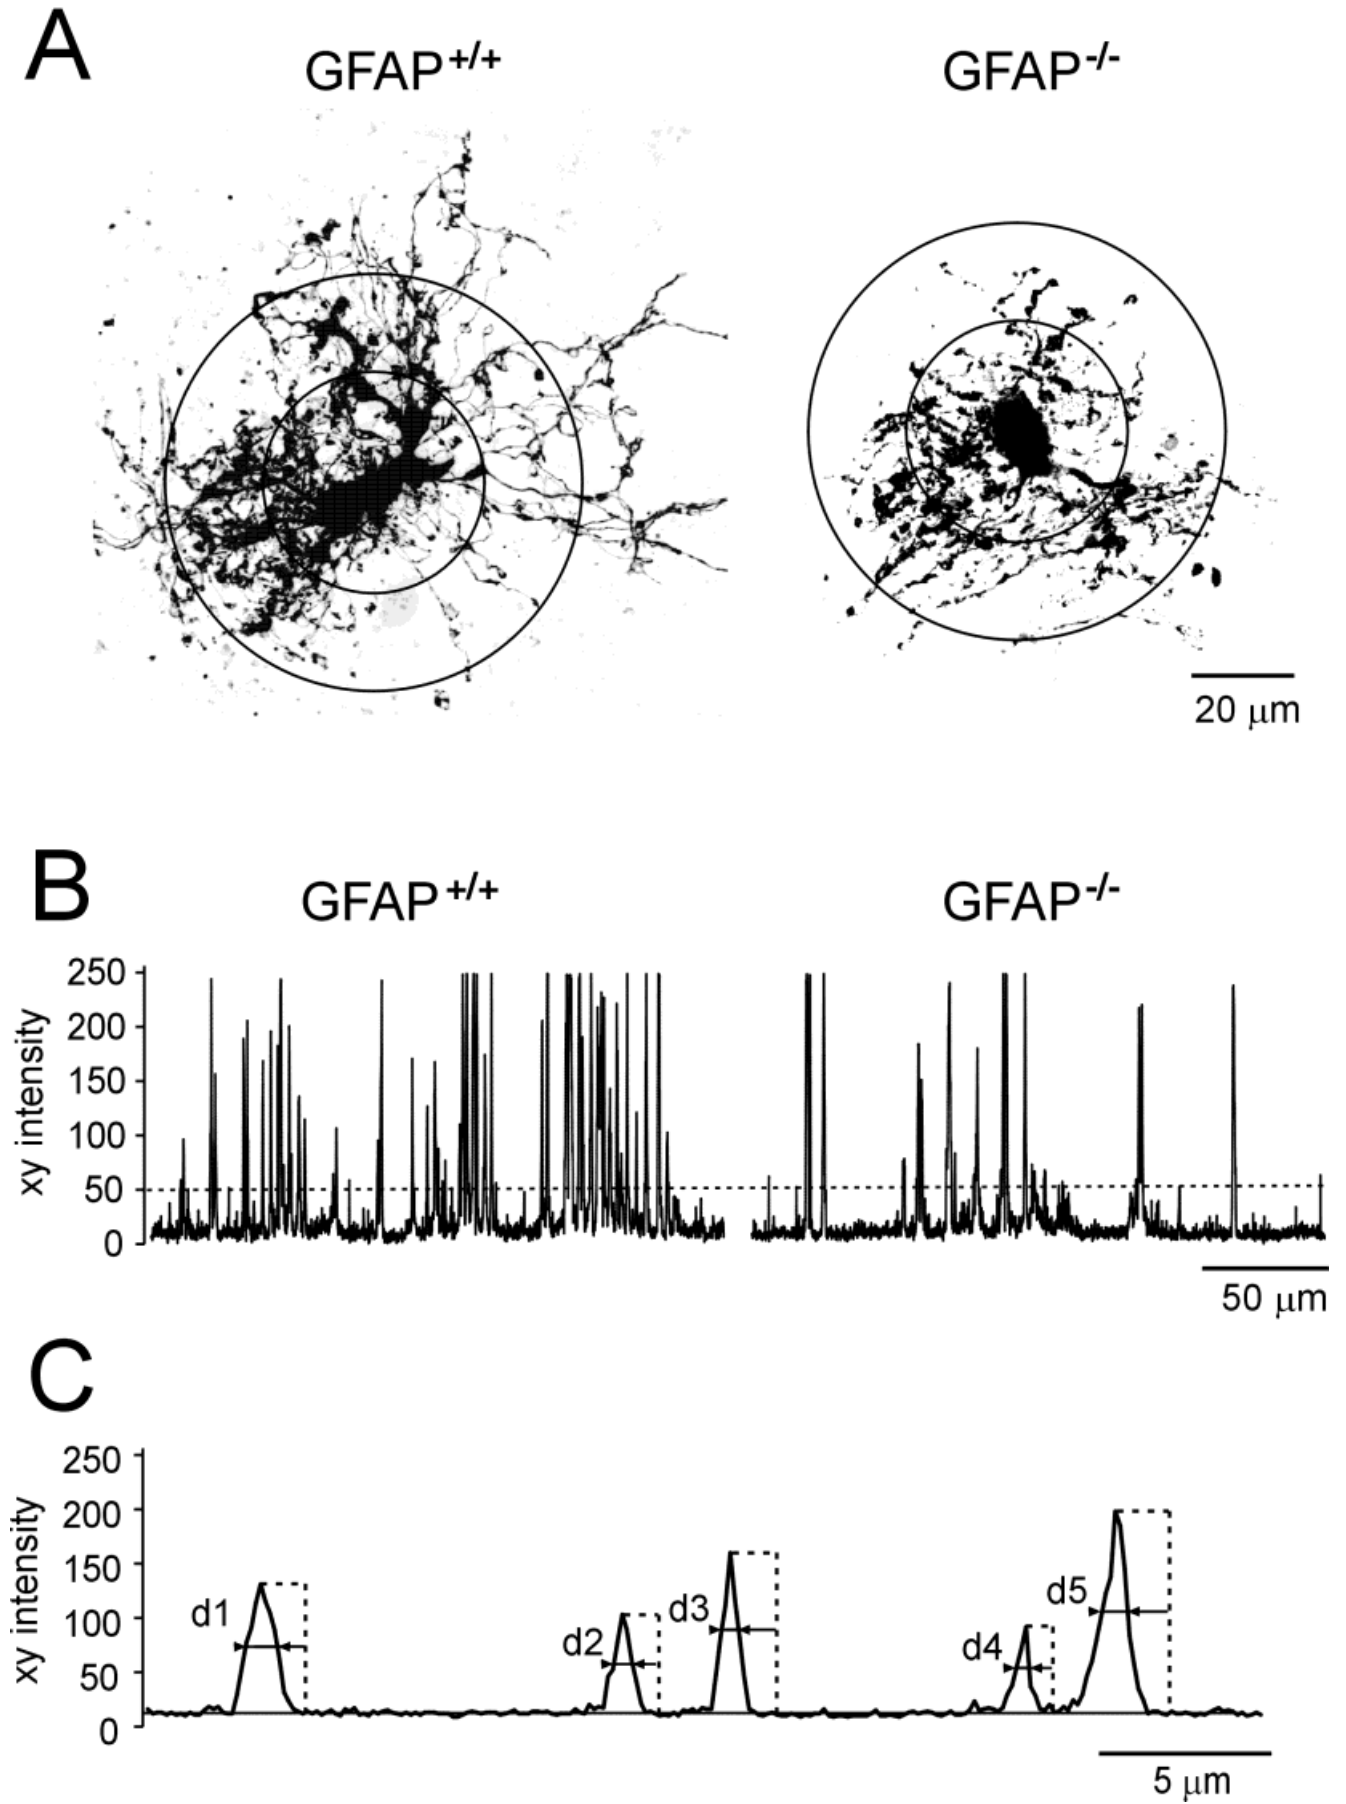 A
GFAP+/+ GFAP-/-
20 μm
B
GFAP+/+ GFAP-/-
xy intensity
250
200
150
100
50
0
50 μm
C
xy intensity
250
200
150
100
50
0
d1
d2
d3
d4
d5
5 μm